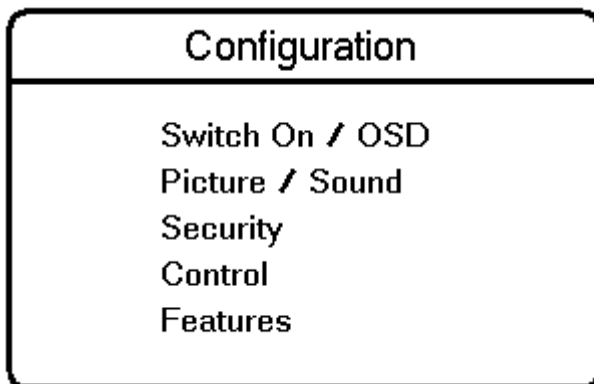 Configuration
Switch On / OSD
Picture / Sound
Security
Control
Features